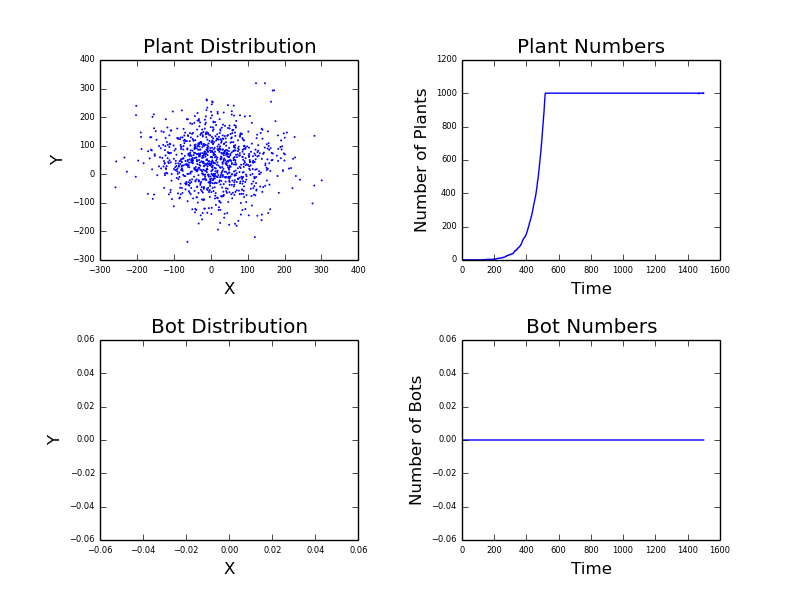 Plant Distribution
Y
400
300
200
100
0
−100
−200
−300
−300 −200 −100 0 100 200 300 400
X
Plant Numbers
Number of Plants
1200
1000
800
600
400
200
0
0 200 400 600 800 1000 1200 1400 1600
Time
Bot Distribution
Y
0.06
0.04
0.02
0.00
−0.02
−0.04
−0.06
−0.06 −0.04 −0.02 0.00 0.02 0.04 0.06
X
Bot Numbers
Number of Bots
0.06
0.04
0.02
0.00
−0.02
−0.04
−0.06
0 200 400 600 800 1000 1200 1400 1600
Time